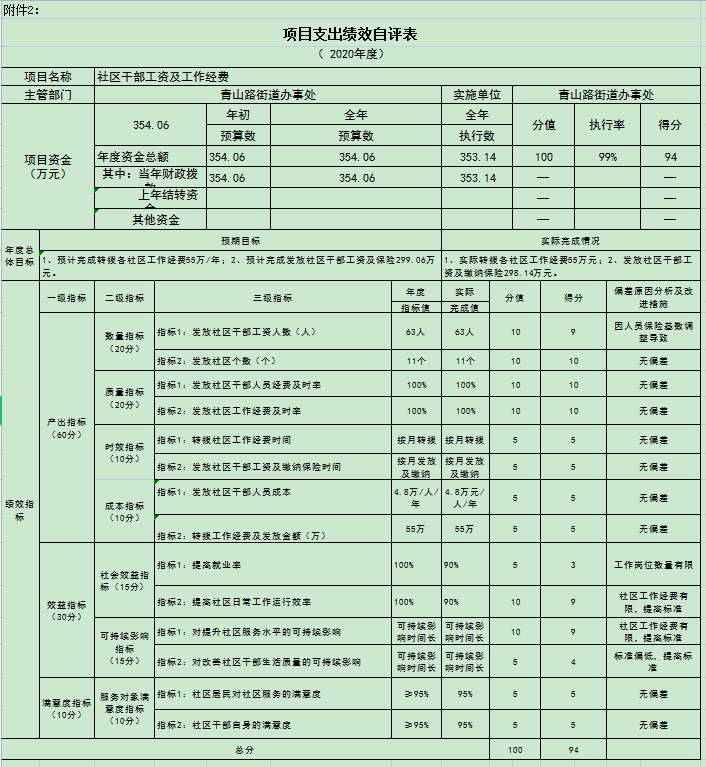 附件2：
项目支出绩效自评表
（ 2020年度）
项目名称 社区干部工资及工作经费
主管部门 青山路街道办事处 实施单位 青山路街道办事处
项目资金（万元） 354.06 年初预算数 全年预算数 全年执行数 分值 执行率 得分
年度资金总额 354.06 354.06 353.14 100 99% 94
其中：当年财政拨款 354.06 354.06 353.14 — —
上年结转资金 — —
其他资金 — —
年度总体目标 预期目标 实际完成情况
1、预计完成转拨各社区工作经费55万/年；2、预计完成发放社区干部工资及保险299.06万元。 1、实际转拨各社区工作经费55万元；2、发放社区干部工资及缴纳保险298.14万元。
绩效指标 一级指标 二级指标 三级指标 年度指标值 实际完成值 分值 得分 偏差原因分析及改进措施
产出指标（60分） 数量指标（20分） 指标1：发放社区干部工资人数（人） 63人 63人 10 9 因人员保险基数调整导致
指标2：发放社区个数（个） 11个 11个 10 10 无偏差
质量指标（20分） 指标1：发放社区干部人员经费及时率 100% 100% 10 10 无偏差
指标2：发放社区工作经费及时率 100% 100% 10 10 无偏差
时效指标（10分） 指标1：转拨社区工作经费时间 按月转拨 按月转拨 5 5 无偏差
指标2：发放社区干部工资及缴纳保险时间 按月发放及缴纳 按月发放及缴纳 5 5 无偏差
成本指标（10分） 指标1：发放社区干部人员成本 4.8万/人/年 4.8万元/人/年 5 5 无偏差
指标2：转拨工作经费及发放金额（万） 55万 55万 5 5 无偏差
效益指标（30分） 社会效益指标（15分） 指标1：提高就业率 100% 90% 5 3 工作岗位数量有限
指标2：提高社区日常工作运行效率 100% 90% 10 9 社区工作经费有限，提高标准
可持续影响指标（15分） 指标1：对提升社区服务水平的可持续影响 可持续影响时间长 可持续影响时间长 10 9 社区工作经费有限，提高标准
指标2：对改善社区干部生活质量的可持续影响 可持续影响时间长 可持续影响时间长 5 4 标准偏低，提高标准
满意度指标（10分） 服务对象满意度指标（10分） 指标1：社区居民对社区服务的满意度 ≥95% 95% 5 5 无偏差
指标2：社区干部自身的满意度 ≥95% 95% 5 5 无偏差
总分 100 94